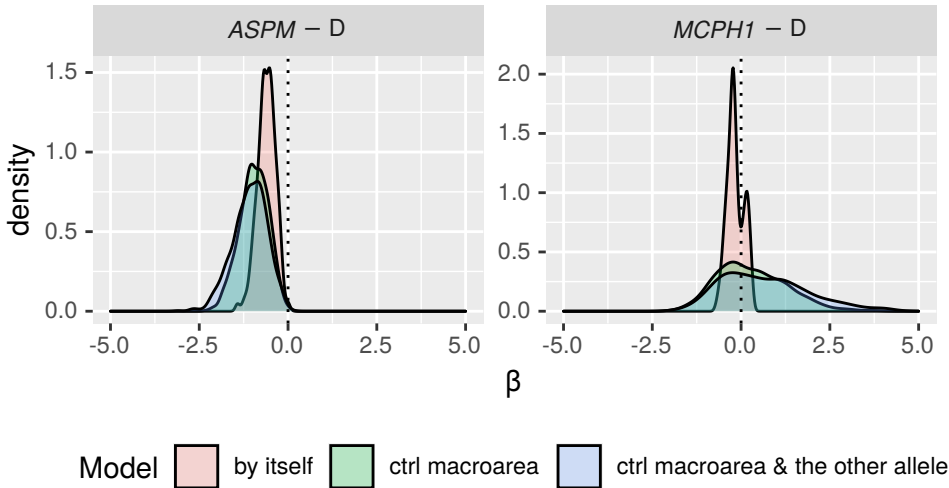 ASPM − D
MCPH1 − D
density
1.5
1.0
0.5
0.0
2.0
1.5
1.0
0.5
0.0
-5.0 -2.5 0.0 2.5 5.0
-5.0 -2.5 0.0 2.5 5.0
β
Model by itself ctrl macroarea ctrl macroarea & the other allele